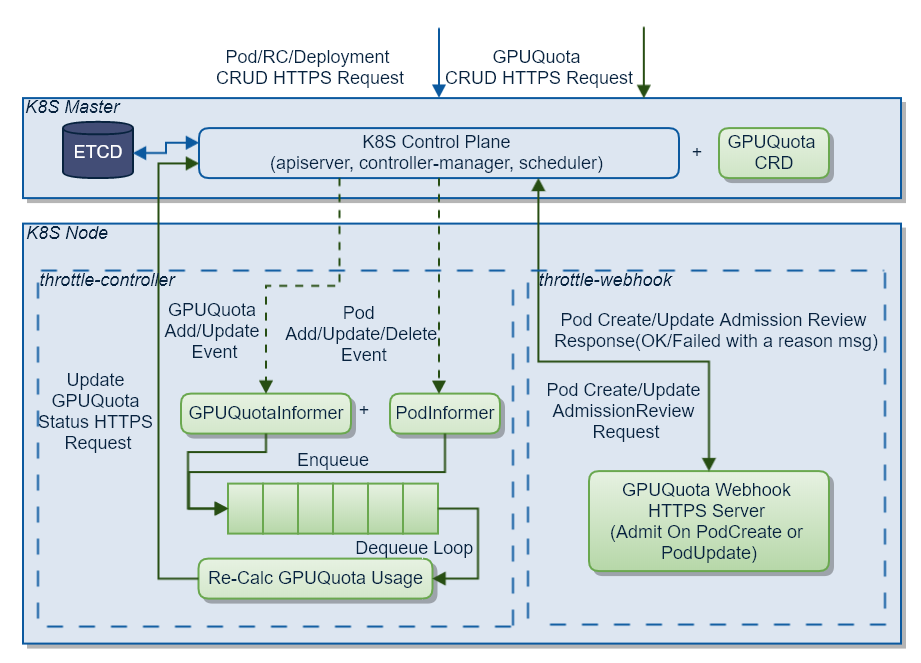 Pod/RC/Deployment
CRUD HTTPS Request
GPUQuota
CRUD HTTPS Request
K8S Master
ETCD
K8S Control Plane
(apiserver, controller-manager, scheduler)
+
GPUQuota
CRD
K8S Node
throttle-controller
throttle-webhook
GPUQuota
Add/Update
Event
Pod
Add/Update/Delete
Event
Pod Create/Update Admission Review
Response(OK/Failed with a reason msg)
Update
GPUQuota
Status HTTPS
Request
Pod Create/Update
AdmissionReview
Request
GPUQuotaInformer
+
PodInformer
Enqueue
GPUQuota Webhook
HTTPS Server
(Admit On PodCreate or
PodUpdate)
Dequeue Loop
Re-Calc GPUQuota Usage